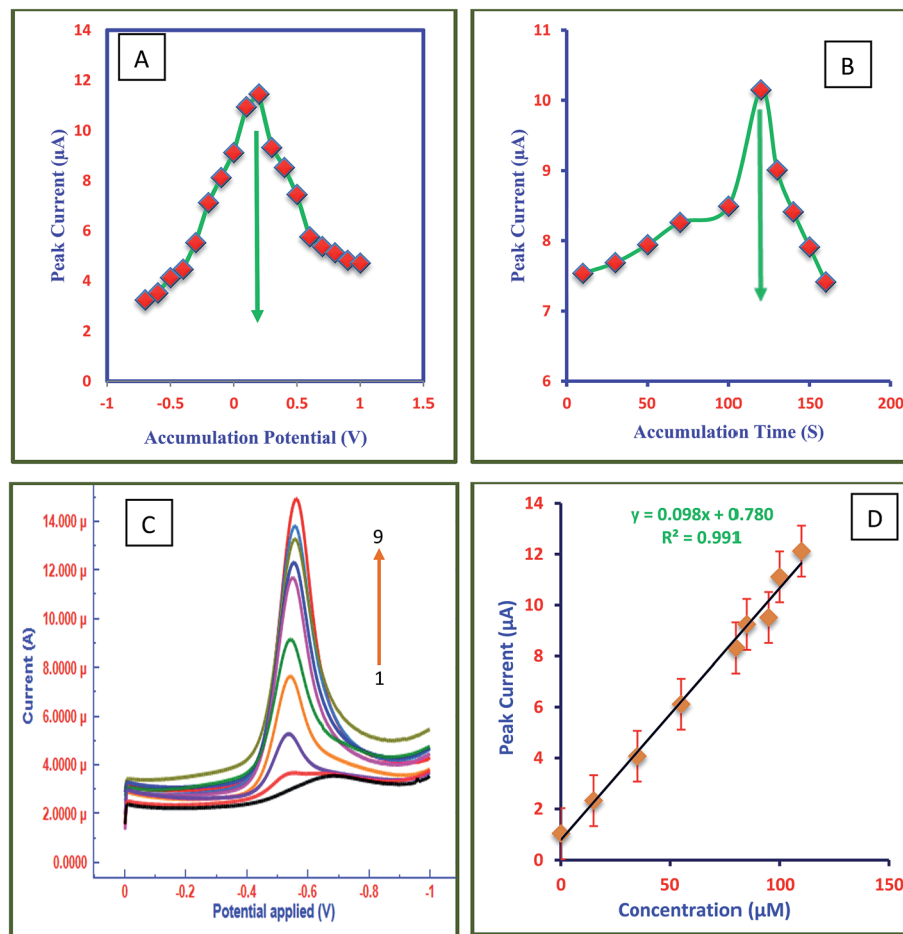 A
14
12
10
8
6
4
2
0
-1
-0.5
0
0.5
1
1.5
Peak Current (µA)
Accumulation Potential (V)
B
11
10
9
8
7
6
0
50
100
150
200
Peak Current (µA)
Accumulation Time (S)
C
14.000 µ
12.000 µ
10.000 µ
8.0000 µ
6.0000 µ
4.0000 µ
2.0000 µ
0.0000
0
-0.2
-0.4
-0.6
-0.8
-1
Current (A)
Potential applied (V)
9
1
D
y = 0.098x + 0.780
R² = 0.991
14
12
10
8
6
4
2
0
0
50
100
150
Peak Current (µA)
Concentration (µM)